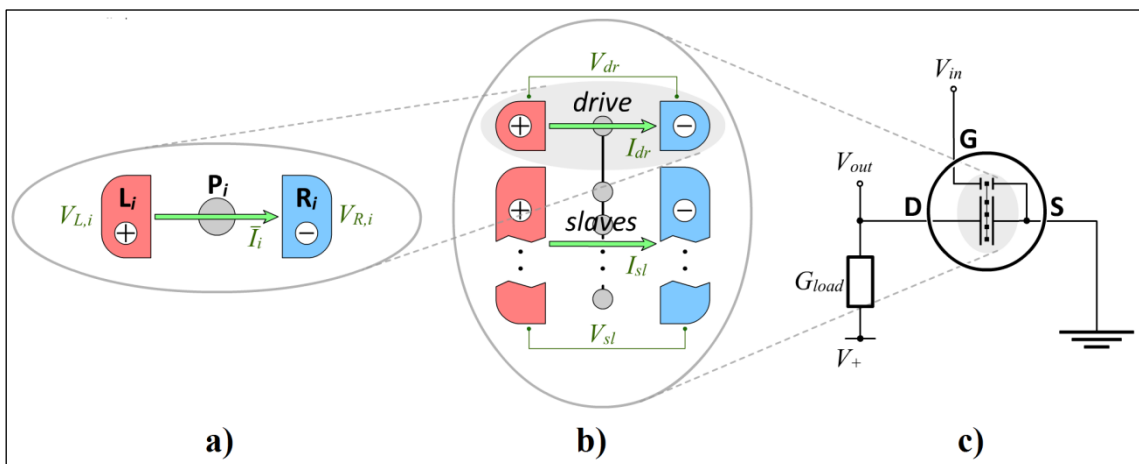 V_dr
drive
+
−
I_dr
V_in
G
V_out
D
S
L_i
P_i
R_i
V_L,i
V_R,i
+
−
Ī_i
+
−
slaves
I_sl
G_load
V_sl
V_+
a)
b)
c)